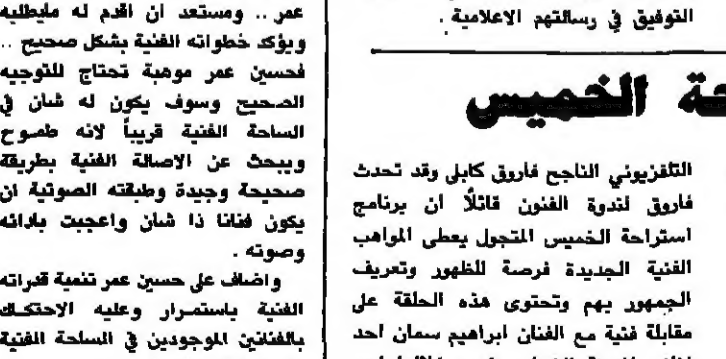 التوفيق في رسالتهم الاعلامية .
حة الخميس
التلفزيوني الناجح فاروق كابلي وقد تحدث
فاروق لندوة الفنون قائلاً ان برنامج
استراحة الخميس المتجول يعطى المواهب
الفنية الجديدة فرصة للظهور وتعريف
الجمهور بهم وتحتوى هذه الحلقة على
مقابلة فنية مع الفنان ابراهيم سمان احد
عمر .. ومستعد ان اقدم له مايطلبه
ويؤكد خطواته الفنية بشكل صحيح ..
فحسين عمر موهبة تحتاج للتوجيه
الصحيح وسوف يكون له شان في
الساحة الفنية قريباً لانه طموح
ويبحث عن الاصالة الفنية بطريقة
صحيحة وجيدة وطبقته الصوتية ان
يكون فنانا ذا شان واعجبت بادائه
وصوته .
واضاف على حسين عمر تنمية قدراته
الفنية باستمرار وعليه الاحتكاك
بالفنانين الموجودين في الساحة الفنية